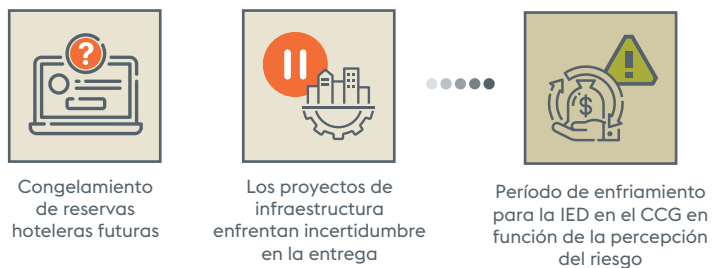 ?
Congelamiento
de reservas
hoteleras futuras
Los proyectos de
infraestructura
enfrentan incertidumbre
en la entrega
!
$
Período de enfriamiento
para la IED en el CCG en
función de la percepción
del riesgo